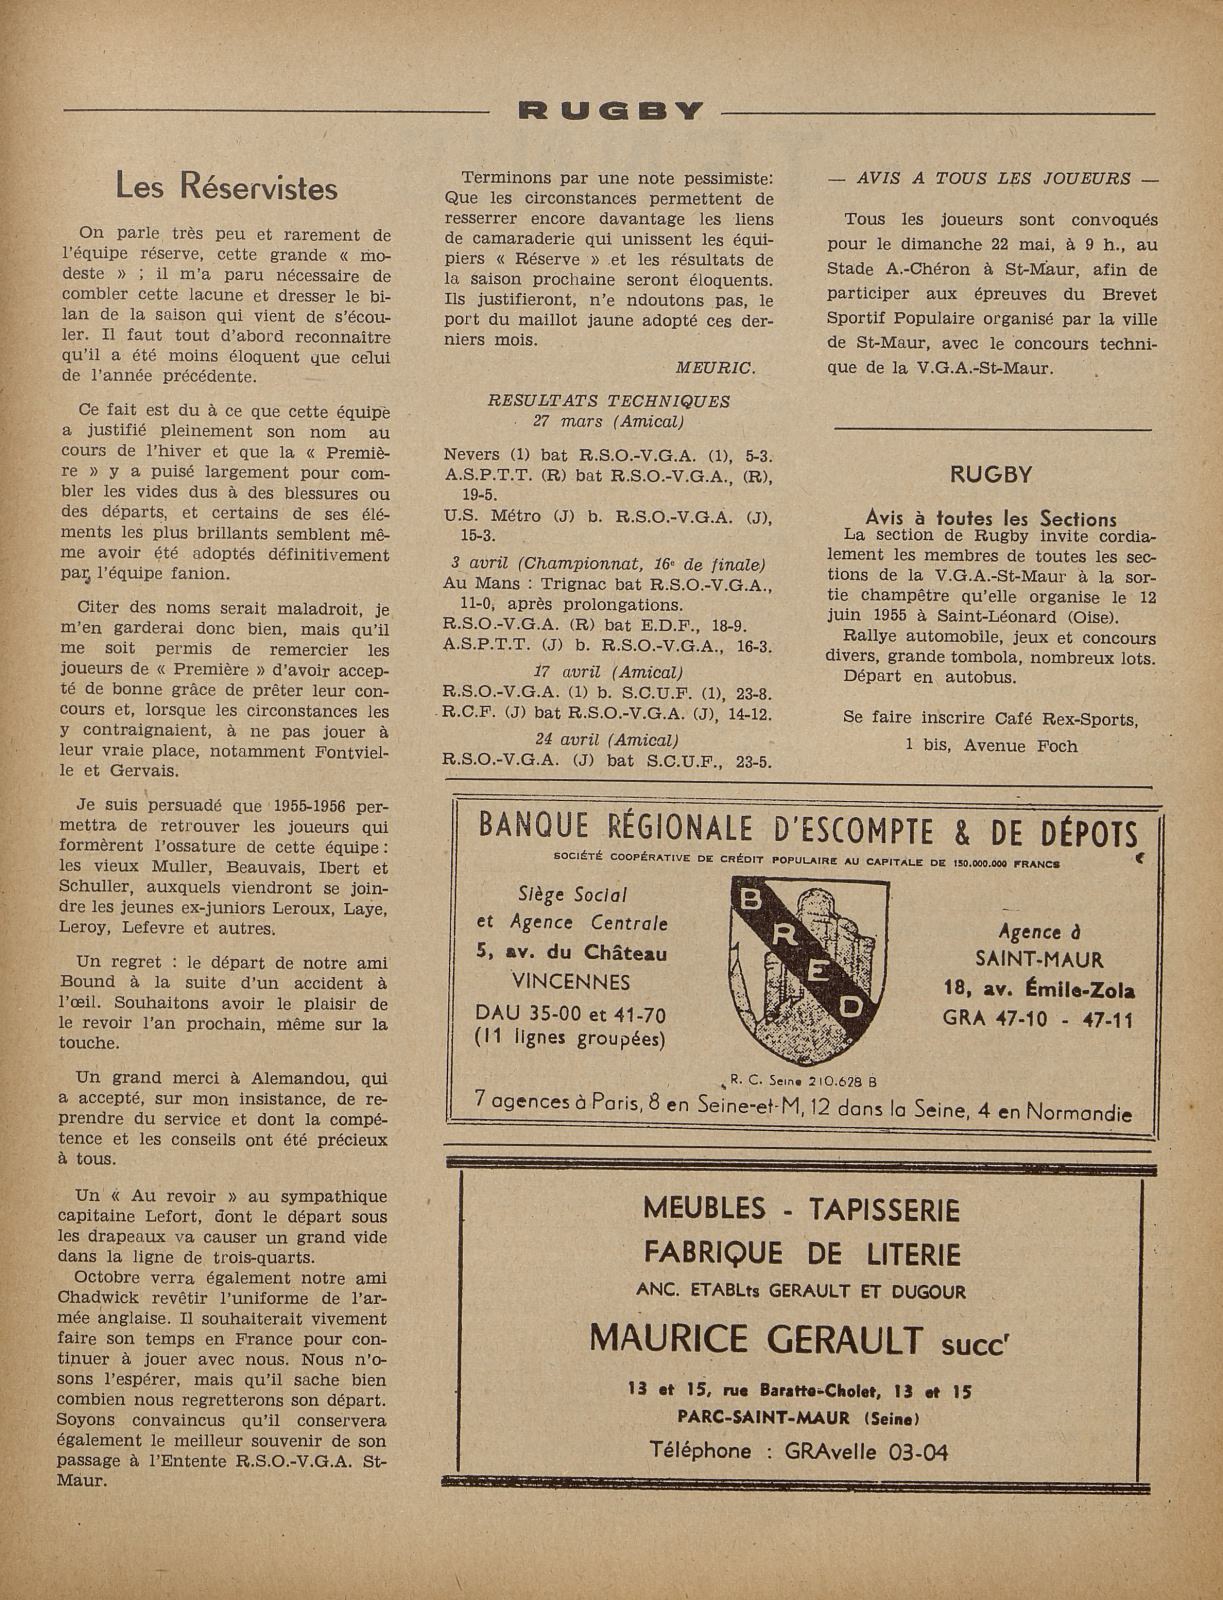 RUGBY
Les Réservistes
On parle très peu et rarement de
l'équipe réserve, cette grande « mo-
deste » ; il m'a paru nécessaire de
combler cette lacune et dresser le bi-
lan de la saison qui vient de s'écou-
ler. Il faut tout d'abord reconnaître
qu'il a été moins éloquent que celui
de l'année précédente.
Ce fait est du à ce que cette équipe
a justifié pleinement son nom au
cours de l'hiver et que la « Premiè-
re » y a puisé largement pour com-
bler les vides dus à des blessures ou
des départs, et certains de ses élé-
ments les plus brillants semblent mê-
me avoir été adoptés définitivement
par l'équipe fanion.
Citer des noms serait maladroit, je
m'en garderai donc bien, mais qu'il
me soit permis de remercier les
joueurs de « Première » d'avoir accep-
té de bonne grâce de prêter leur con-
cours et, lorsque les circonstances les
y contraignaient, à ne pas jouer à
leur vraie place, notamment Fontviel-
le et Gervais.
Je suis persuadé que 1955-1956 per-
mettra de retrouver les joueurs qui
formèrent l'ossature de cette équipe :
les vieux Muller, Beauvais, Ibert et
Schuller, auxquels viendront se join-
dre les jeunes ex-juniors Leroux, Laye,
Leroy, Lefevre et autres.
Un regret : le départ de notre ami
Bound à la suite d'un accident à
l'œil. Souhaitons avoir le plaisir de
le revoir l'an prochain, même sur la
touche.
Un grand merci à Alemandou, qui
a accepté, sur mon insistance, de re-
prendre du service et dont la compé-
tence et les conseils ont été précieux
à tous.
Un « Au revoir » au sympathique
capitaine Lefort, dont le départ sous
les drapeaux va causer un grand vide
dans la ligne de trois-quarts.
Octobre verra également notre ami
Chadwick revêtir l'uniforme de l'ar-
mée anglaise. Il souhaiterait vivement
faire son temps en France pour con-
tinuer à jouer avec nous. Nous n'o-
sons l'espérer, mais qu'il sache bien
combien nous regretterons son départ.
Soyons convaincus qu'il conservera
également le meilleur souvenir de son
passage à l'Entente R.S.O.-V.G.A. St-
Maur.
Terminons par une note pessimiste:
Que les circonstances permettent de
resserrer encore davantage les liens
de camaraderie qui unissent les équi-
piers « Réserve » et les résultats de
la saison prochaine seront éloquents.
Ils justifieront, n'e ndoutons pas, le
port du maillot jaune adopté ces der-
niers mois.
MEURIC.
RESULTATS TECHNIQUES
27 mars (Amical)
Nevers (1) bat R.S.O.-V.G.A. (1), 5-3.
A.S.P.T.T. (R) bat R.S.O.-V.G.A., (R),
19-5.
U.S. Métro (J) b. R.S.O.-V.G.A. (J),
15-3.
3 avril (Championnat, 16e de finale)
Au Mans : Trignac bat R.S.O.-V.G.A.,
11-0, après prolongations.
R.S.O.-V.G.A. (R) bat E.D.F., 18-9.
A.S.P.T.T. (J) b. R.S.O.-V.G.A., 16-3.
17 avril (Amical)
R.S.O.-V.G.A. (1) b. S.C.U.F. (1), 23-8.
R.C.F. (J) bat R.S.O.-V.G.A. (J), 14-12.
24 avril (Amical)
R.S.O.-V.G.A. (J) bat S.C.U.F., 23-5.
— AVIS A TOUS LES JOUEURS —
Tous les joueurs sont convoqués
pour le dimanche 22 mai, à 9 h., au
Stade A.-Chéron à St-Maur, afin de
participer aux épreuves du Brevet
Sportif Populaire organisé par la ville
de St-Maur, avec le concours techni-
que de la V.G.A.-St-Maur.
RUGBY
Avis à toutes les Sections
La section de Rugby invite cordia-
lement les membres de toutes les sec-
tions de la V.G.A.-St-Maur à la sor-
tie champêtre qu'elle organise le 12
juin 1955 à Saint-Léonard (Oise).
Rallye automobile, jeux et concours
divers, grande tombola, nombreux lots.
Départ en autobus.
Se faire inscrire Café Rex-Sports,
1 bis, Avenue Foch
BANQUE RÉGIONALE D'ESCOMPTE & DE DÉPOTS
SOCIÉTÉ COOPÉRATIVE DE CRÉDIT POPULAIRE AU CAPITALE DE 150.000.000 FRANCS
Siège Social
et Agence Centrale
5, av. du Château
VINCENNES
DAU 35-00 et 41-70
(11 lignes groupées)
BRED
Agence à
SAINT-MAUR
18, av. Émile-Zola
GRA 47-10 - 47-11
R. C. Seine 210.628 B
7 agences à Paris, 8 en Seine-et-M, 12 dans la Seine, 4 en Normandie
MEUBLES - TAPISSERIE
FABRIQUE DE LITERIE
ANC. ETABLts GERAULT ET DUGOUR
MAURICE GERAULT succr
13 et 15, rue Baratte-Cholet, 13 et 15
PARC-SAINT-MAUR (Seine)
Téléphone : GRAvelle 03-04